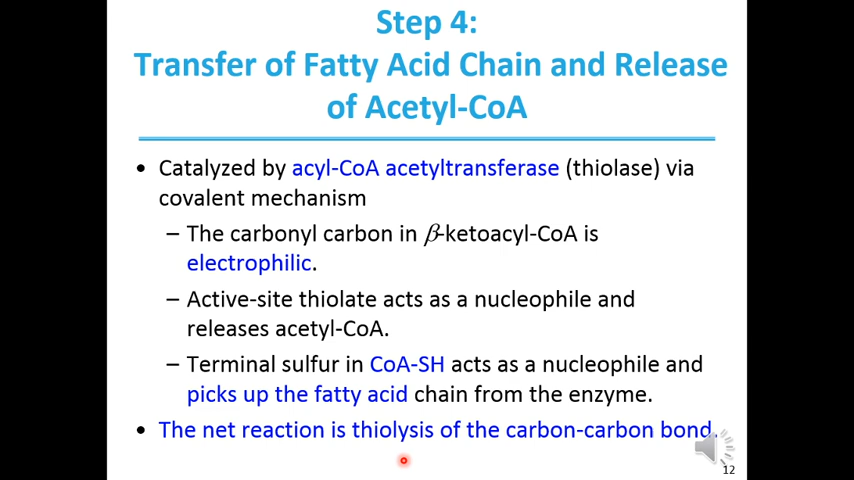 Step 4:
Transfer of Fatty Acid Chain and Release
of Acetyl-CoA
• Catalyzed by acyl-CoA acetyltransferase (thiolase) via
covalent mechanism
– The carbonyl carbon in β-ketoacyl-CoA is
electrophilic.
– Active-site thiolate acts as a nucleophile and
releases acetyl-CoA.
– Terminal sulfur in CoA-SH acts as a nucleophile and
picks up the fatty acid chain from the enzyme.
• The net reaction is thiolysis of the carbon-carbon bond.
12